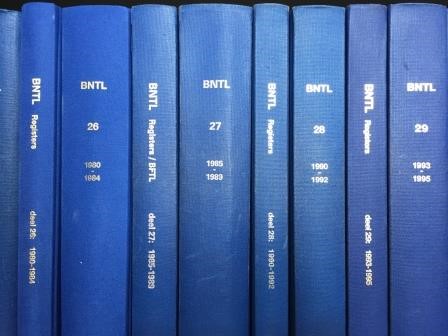 BNTL Registers deel 26: 1980-1984
BNTL
26
1980
-
1984
BNTL Registers / BFTL deel 27: 1985-1989
BNTL
27
1985
-
1989
BNTL Registers deel 28: 1990-1992
BNTL
28
1990
-
1992
BNTL Registers deel 29: 1993-1995
BNTL
29
1993
-
1995